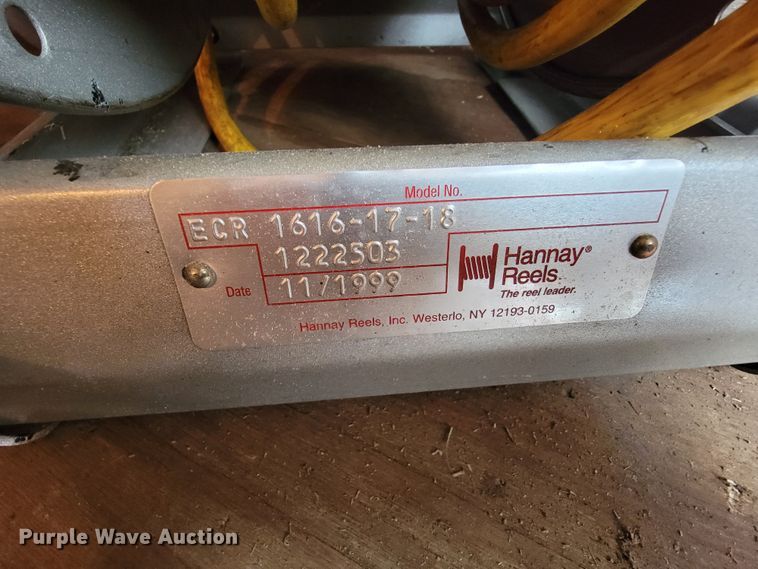 Model No.
ECR 1616-17-18
1222503
Date 11/1999
Hannay®
Reels
The reel leader.
Hannay Reels, Inc. Westerlo, NY 12193-0159
Purple Wave Auction®